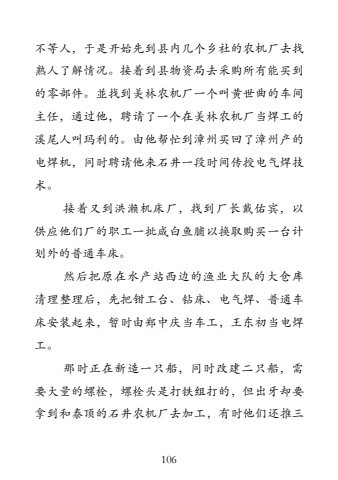 不等人，于是开始先到县内几个乡社的农机厂去找
熟人了解情况。接着到县物资局去采购所有能买到
的零部件。並找到美林农机厂一个叫黄世曲的车间
主任，通过他，聘请了一个在美林农机厂当焊工的
溪尾人叫玛利的。由他帮忙到漳州买回了漳州产的
电焊机，同时聘请他来石井一段时间传授电气焊技
术。
接着又到洪濑机床厂，找到厂长戴佑宾，以
供应他们厂的职工一批咸白鱼脯以换取购买一台计
划外的普通车床。
然后把原在水产站西边的渔业大队的大仓库
清理整理后，先把钳工台、钻床、电气焊、普通车
床安装起来，暂时由郑中庆当车工，王东初当电焊
工。
那时正在新造一只船，同时改建二只船，需
要大量的螺栓，螺栓头是打铁组打的，但出牙却要
拿到和泰顶的石井农机厂去加工，有时他们还推三
106